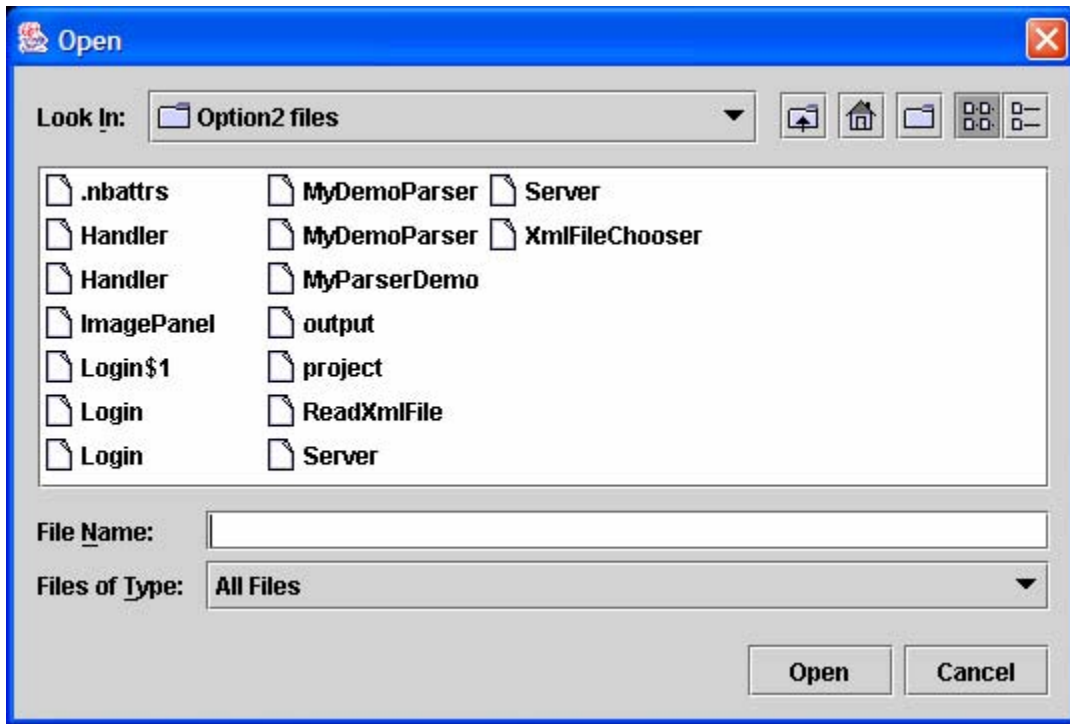 Open
Look In: Option2 files
.nbattrs MyDemoParser Server
Handler MyDemoParser XmlFileChooser
Handler MyParserDemo
ImagePanel output
Login$1 project
Login ReadXmlFile
Login Server
File Name:
Files of Type: All Files
Open Cancel